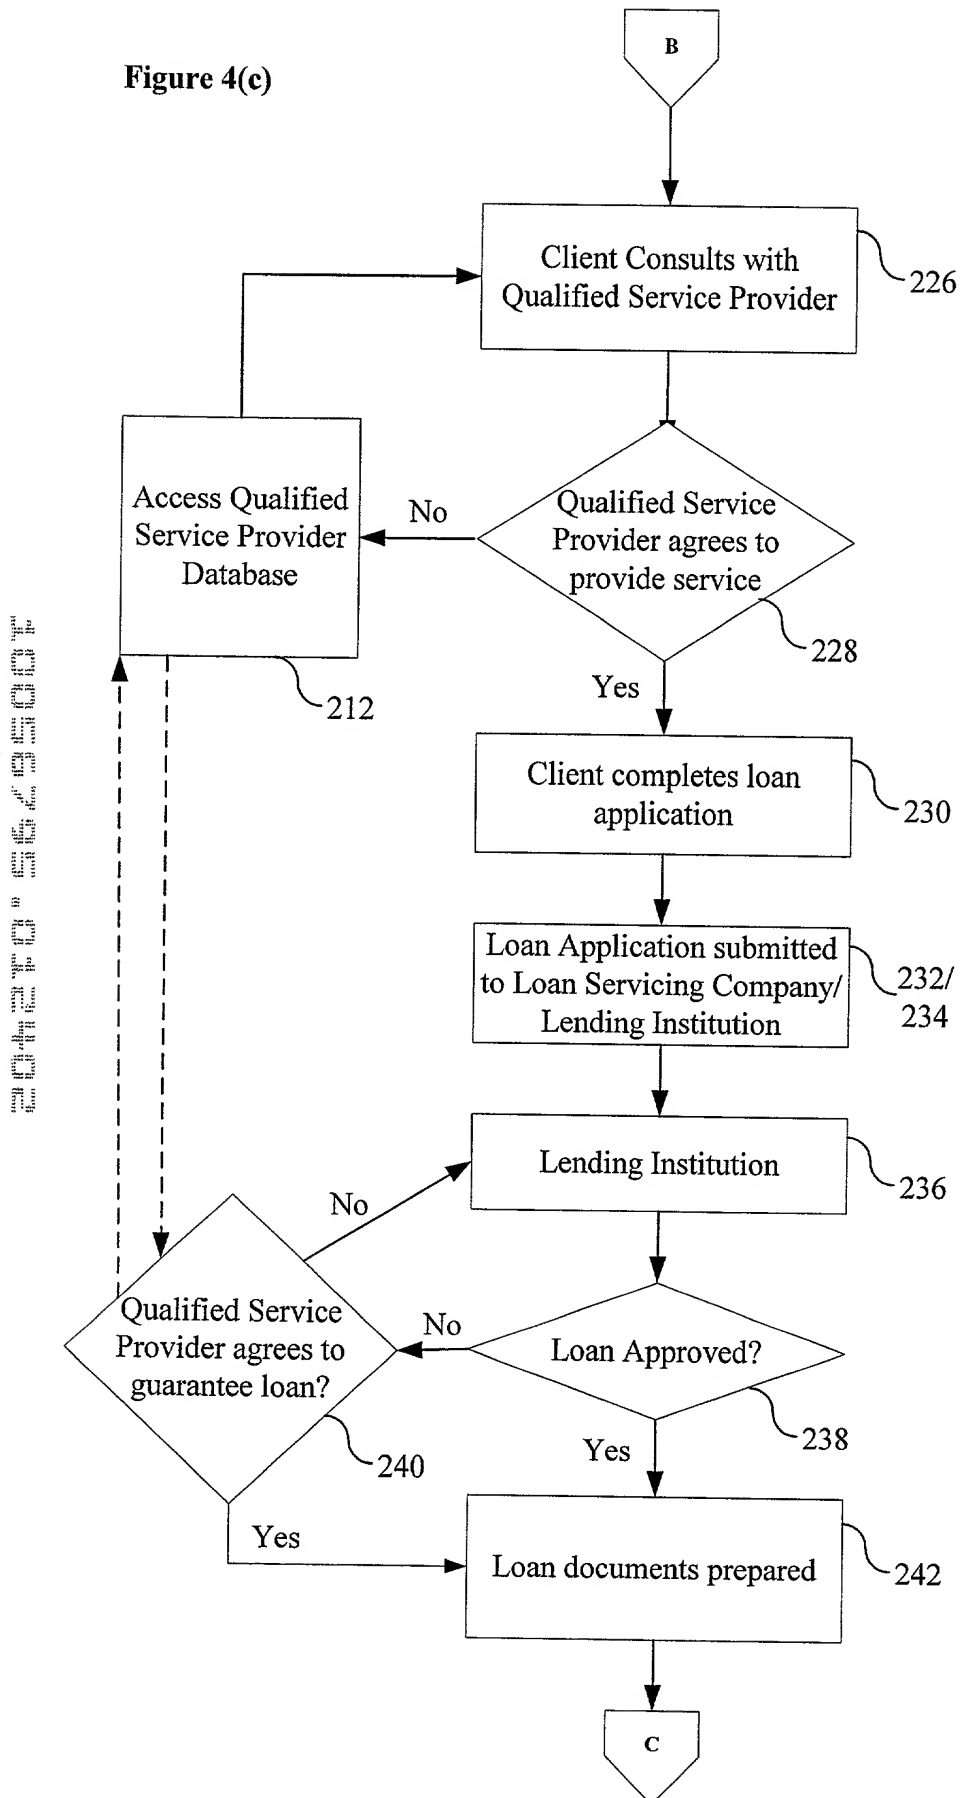 B
Figure 4(c)
Client Consults with
Qualified Service Provider
226
Access Qualified
Service Provider
Database
No
Qualified Service
Provider agrees to
provide service
228
212
Yes
Client completes loan
application
230
Loan Application submitted
to Loan Servicing Company/
Lending Institution
232/
234
Lending Institution
236
No
Qualified Service
Provider agrees to
guarantee loan?
No
Loan Approved?
238
240
Yes
Yes
Loan documents prepared
242
C
10056795.012402